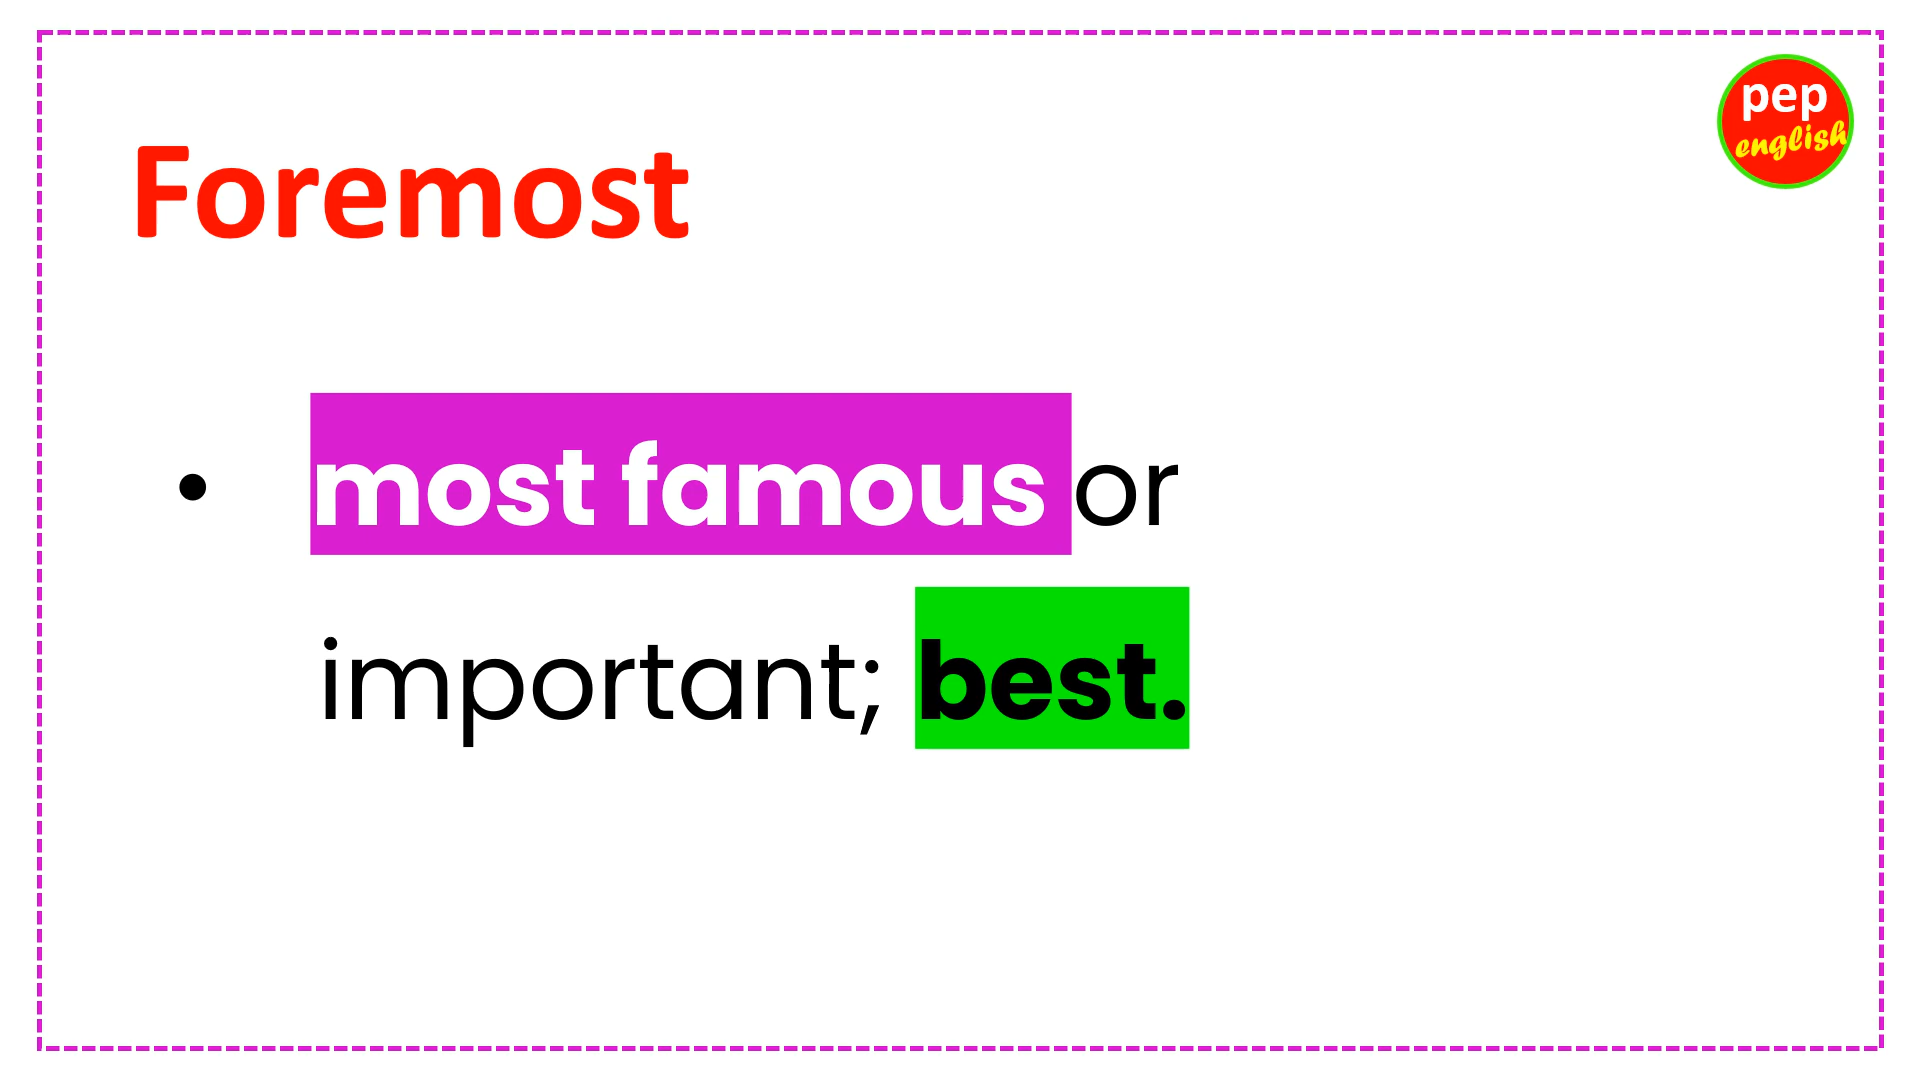 pep
english
Foremost
• most famous or
important; best.